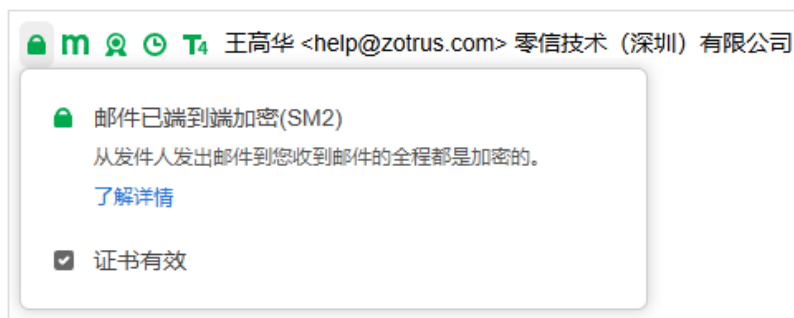 m T4 王高华 <help@zotrus.com> 零信技术（深圳）有限公司
邮件已端到端加密(SM2)
从发件人发出邮件到您收到邮件的全程都是加密的。
了解详情
证书有效